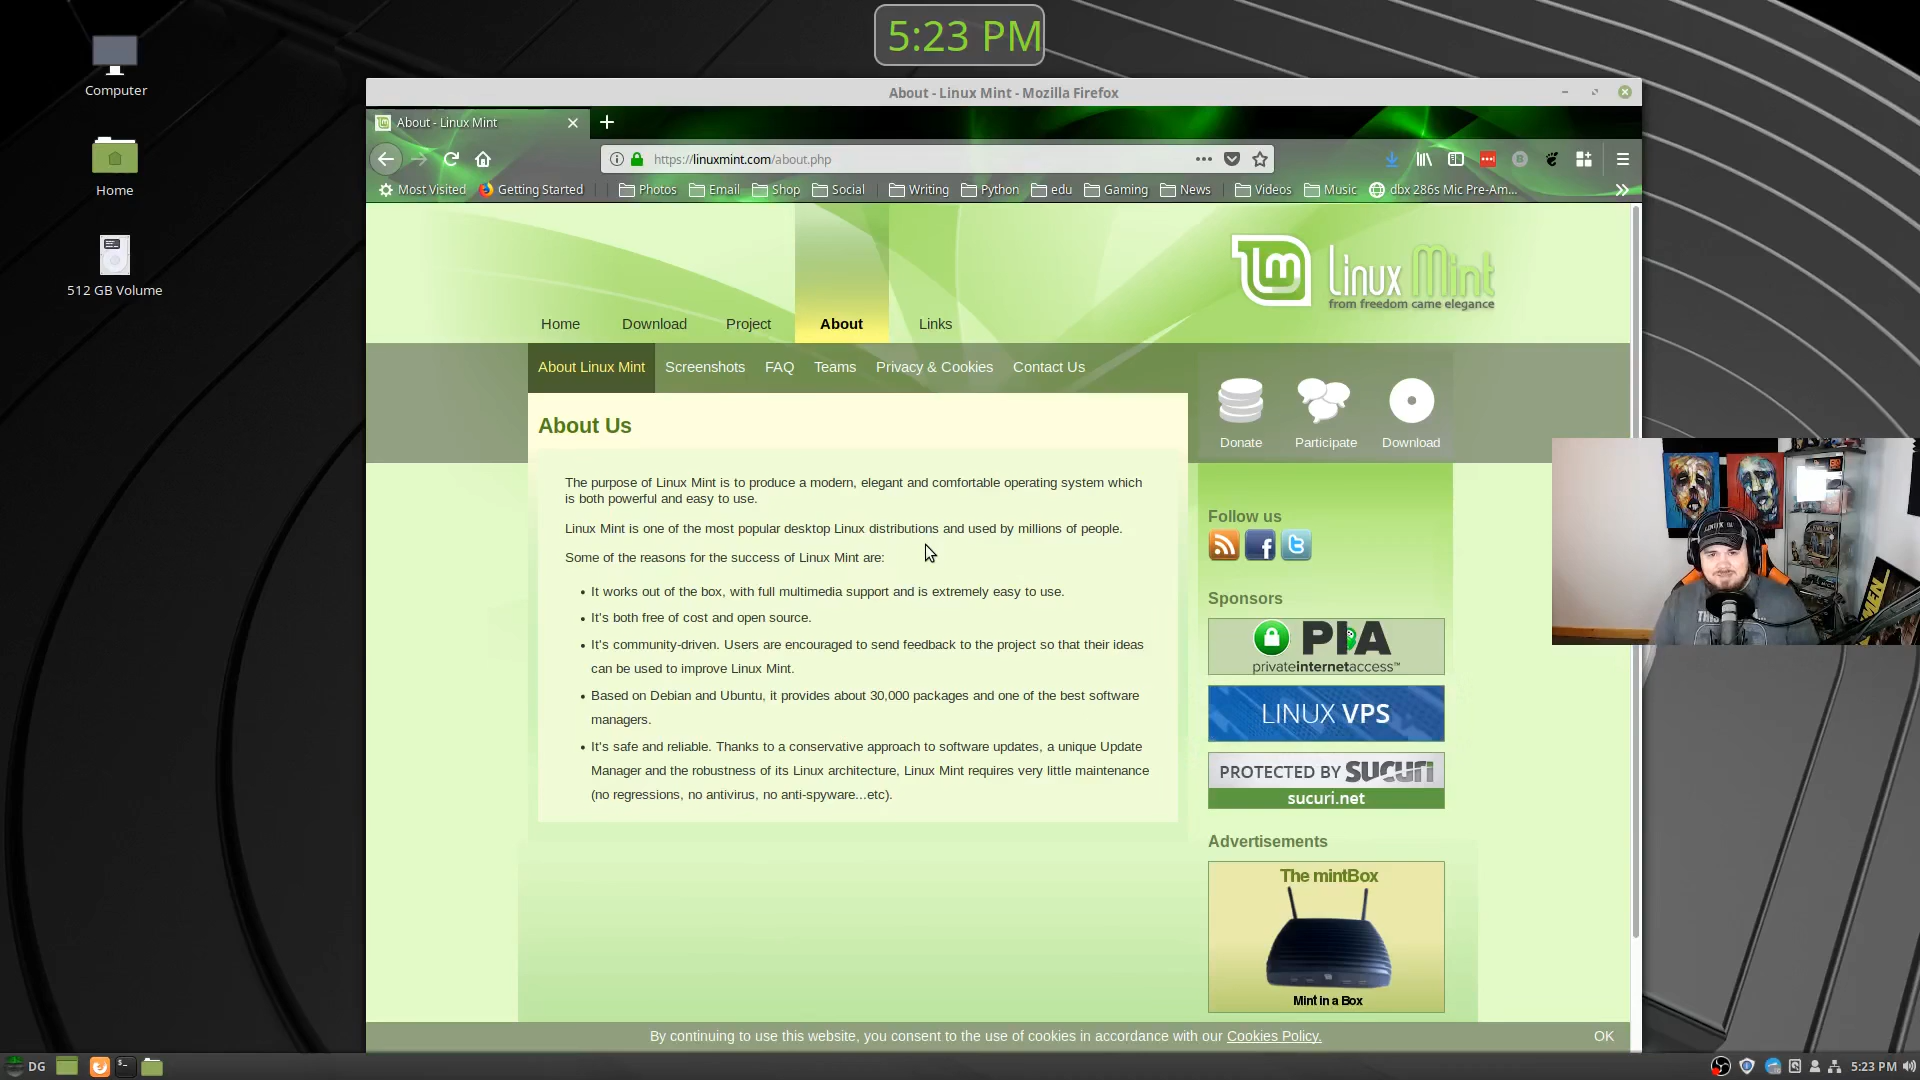 5:23 PM
Computer
Home
512 GB Volume
About - Linux Mint - Mozilla Firefox
About - Linux Mint
https://linuxmint.com/about.php
Most Visited
Getting Started
Photos
Email
Shop
Social
Writing
Python
edu
Gaming
News
Videos
Music
dbx 286s Mic Pre-Am...
Linux Mint
from freedom came elegance
Home
Download
Project
About
Links
About Linux Mint
Screenshots
FAQ
Teams
Privacy & Cookies
Contact Us
Donate
Participate
Download
About Us
The purpose of Linux Mint is to produce a modern, elegant and comfortable operating system which
is both powerful and easy to use.
Linux Mint is one of the most popular desktop Linux distributions and used by millions of people.
Some of the reasons for the success of Linux Mint are:
• It works out of the box, with full multimedia support and is extremely easy to use.
• It's both free of cost and open source.
• It's community-driven. Users are encouraged to send feedback to the project so that their ideas
can be used to improve Linux Mint.
• Based on Debian and Ubuntu, it provides about 30,000 packages and one of the best software
managers.
• It's safe and reliable. Thanks to a conservative approach to software updates, a unique Update
Manager and the robustness of its Linux architecture, Linux Mint requires very little maintenance
(no regressions, no antivirus, no anti-spyware...etc).
Follow us
Sponsors
PIA
privateinternetaccess™
LINUX VPS
PROTECTED BY SUCURI
sucuri.net
Advertisements
The mintBox
Mint in a Box
By continuing to use this website, you consent to the use of cookies in accordance with our Cookies Policy.
OK
DG
5:23 PM